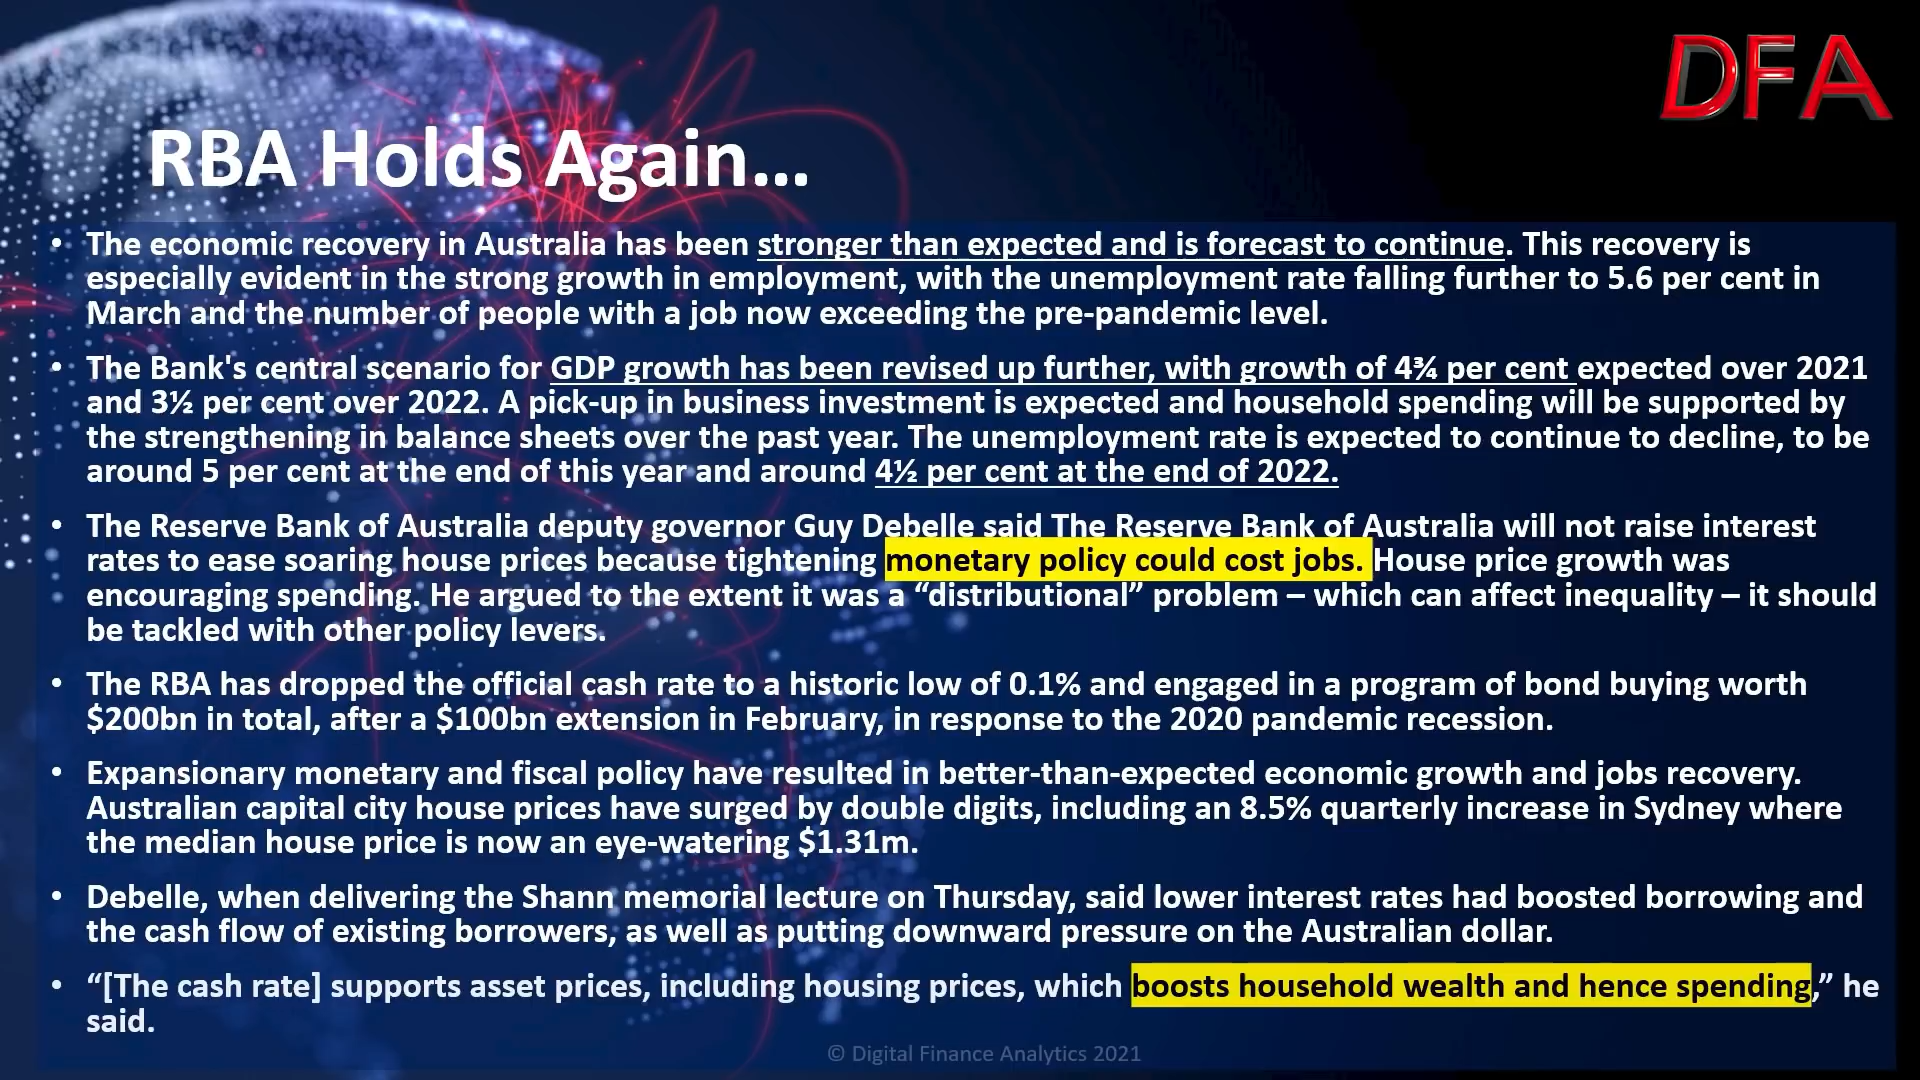 DFA
RBA Holds Again...
• The economic recovery in Australia has been stronger than expected and is forecast to continue. This recovery is
especially evident in the strong growth in employment, with the unemployment rate falling further to 5.6 per cent in
March and the number of people with a job now exceeding the pre-pandemic level.
• The Bank's central scenario for GDP growth has been revised up further, with growth of 4¾ per cent expected over 2021
and 3½ per cent over 2022. A pick-up in business investment is expected and household spending will be supported by
the strengthening in balance sheets over the past year. The unemployment rate is expected to continue to decline, to be
around 5 per cent at the end of this year and around 4½ per cent at the end of 2022.
• The Reserve Bank of Australia deputy governor Guy Debelle said The Reserve Bank of Australia will not raise interest
rates to ease soaring house prices because tightening monetary policy could cost jobs. House price growth was
encouraging spending. He argued to the extent it was a “distributional” problem – which can affect inequality – it should
be tackled with other policy levers.
• The RBA has dropped the official cash rate to a historic low of 0.1% and engaged in a program of bond buying worth
$200bn in total, after a $100bn extension in February, in response to the 2020 pandemic recession.
• Expansionary monetary and fiscal policy have resulted in better-than-expected economic growth and jobs recovery.
Australian capital city house prices have surged by double digits, including an 8.5% quarterly increase in Sydney where
the median house price is now an eye-watering $1.31m.
• Debelle, when delivering the Shann memorial lecture on Thursday, said lower interest rates had boosted borrowing and
the cash flow of existing borrowers, as well as putting downward pressure on the Australian dollar.
• “[The cash rate] supports asset prices, including housing prices, which boosts household wealth and hence spending,” he
said.
© Digital Finance Analytics 2021